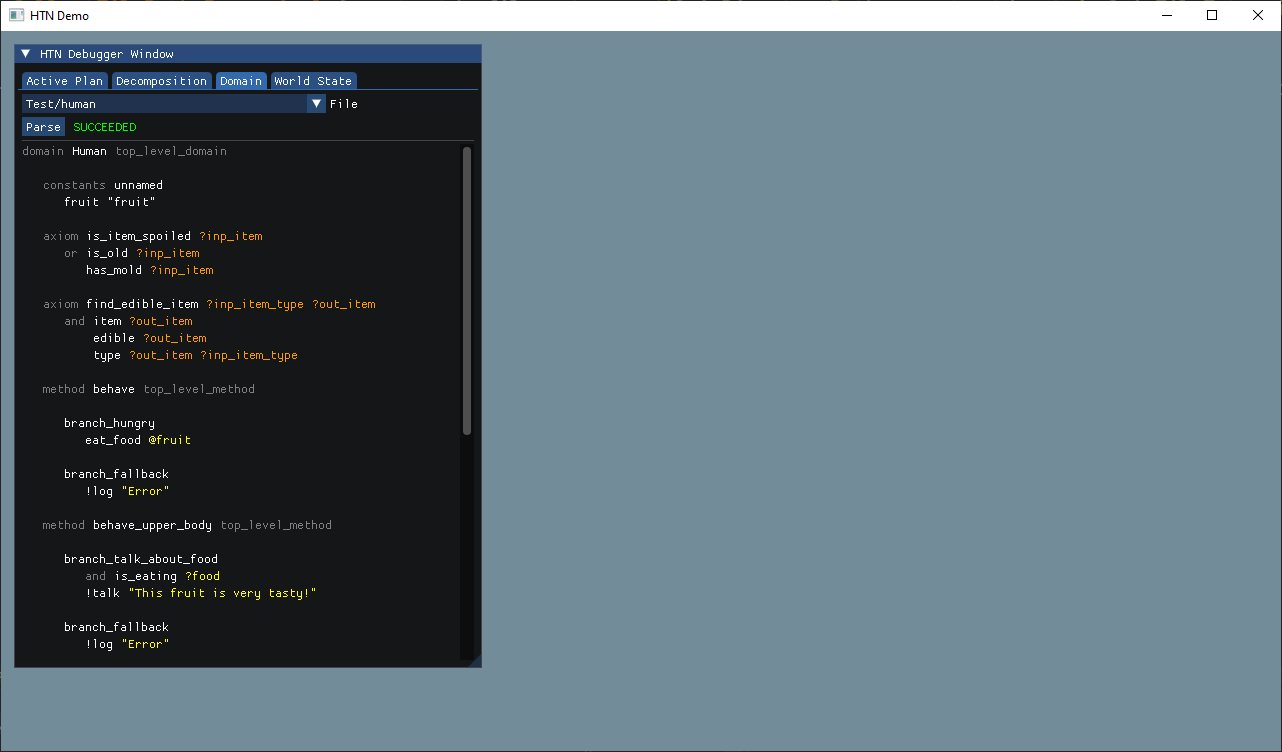 HTN Demo
HTN Debugger Window
Active Plan Decomposition Domain World State
Test/human File
Parse SUCCEEDED
domain Human top_level_domain
constants unnamed
fruit "fruit"
axiom is_item_spoiled ?inp_item
or is_old ?inp_item
has_mold ?inp_item
axiom find_edible_item ?inp_item_type ?out_item
and item ?out_item
edible ?out_item
type ?out_item ?inp_item_type
method behave top_level_method
branch_hungry
eat_food @fruit
branch_fallback
!log "Error"
method behave_upper_body top_level_method
branch_talk_about_food
and is_eating ?food
!talk "This fruit is very tasty!"
branch_fallback
!log "Error"